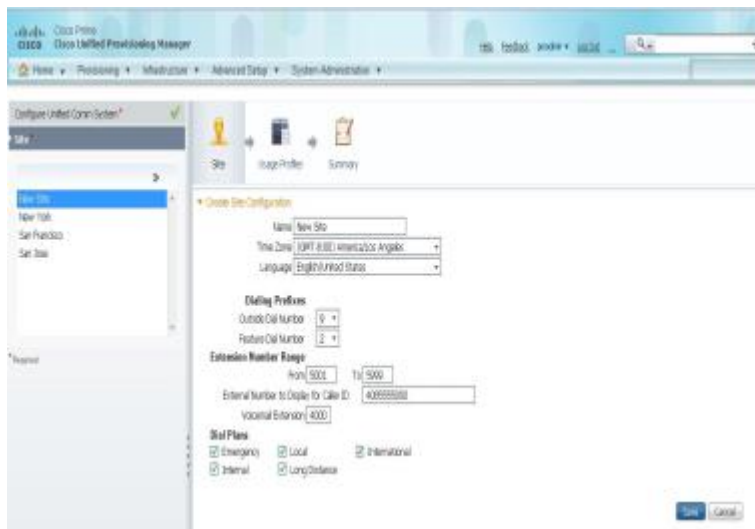 Cisco Prime
CISCO Cisco Unified Provisioning Manager
Help Feedback
Home Provisioning Infrastructure Advanced Setup System Administration
Configure Unified Comm System*
Site
New Site
New York
San Francisco
San Jose
* Required
Site Usage Profiles Summary
Create Site Configuration
Name New Site
Time Zone (GMT-8:00) America/Los Angeles
Language English/United States
Dialing Prefixes
Outside Dial Number 9
Feature Dial Number 2
Extension Number Range
From 5001 To 5999
External Number to Display for Caller ID
Voicemail Extension 4000
Dial Plans
Emergency Local International
Internal Long Distance
Save Cancel